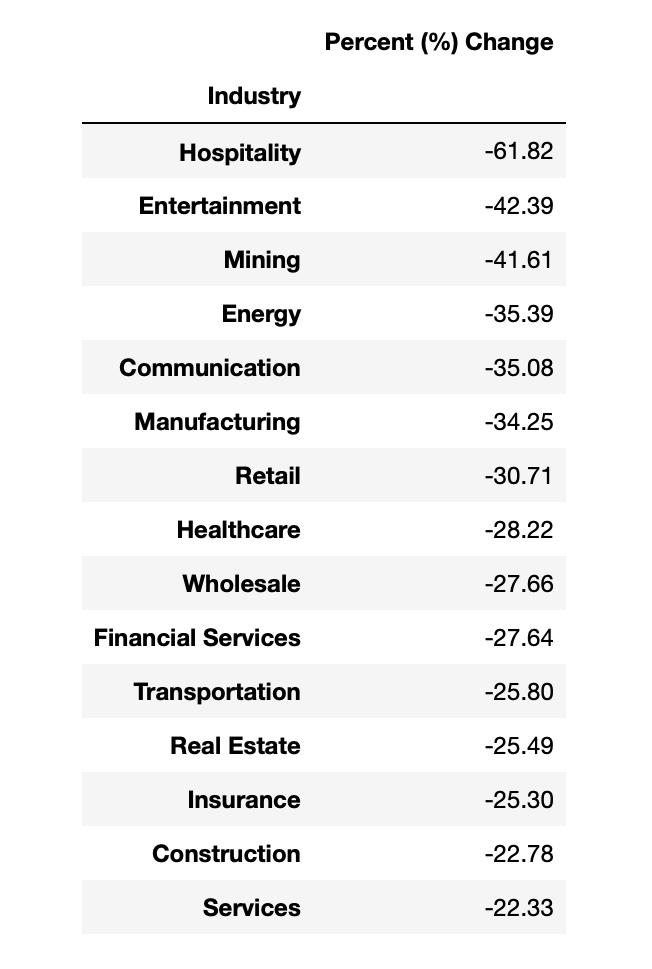 Percent (%) Change
Industry
Hospitality -61.82
Entertainment -42.39
Mining -41.61
Energy -35.39
Communication -35.08
Manufacturing -34.25
Retail -30.71
Healthcare -28.22
Wholesale -27.66
Financial Services -27.64
Transportation -25.80
Real Estate -25.49
Insurance -25.30
Construction -22.78
Services -22.33